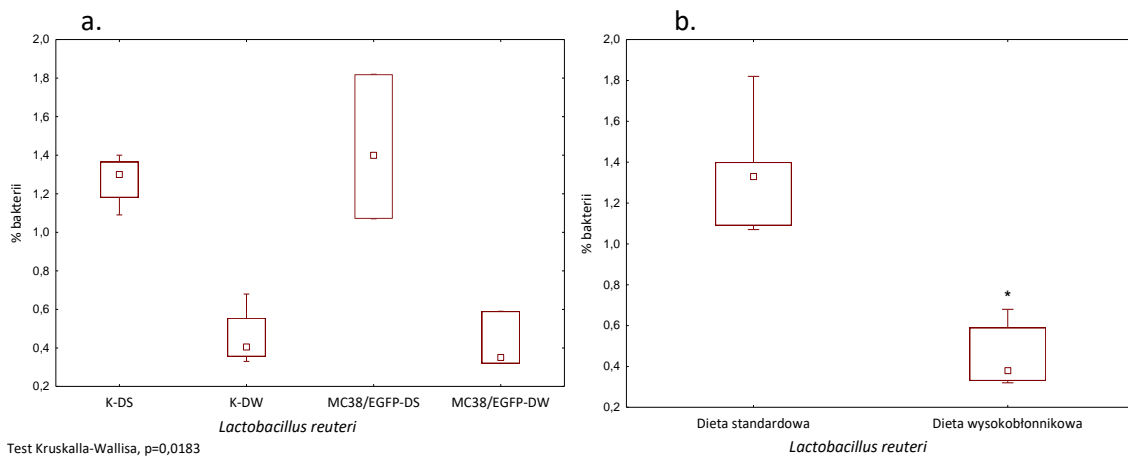 a.
2,0
1,8
1,6
1,4
1,2
1,0
0,8
0,6
0,4
0,2
% bakterii
K-DS K-DW MC38/EGFP-DS MC38/EGFP-DW
Lactobacillus reuteri
Test Kruskalla-Wallisa, p=0,0183
b.
2,0
1,8
1,6
1,4
1,2
1,0
0,8
0,6
0,4
0,2
% bakterii
*
Dieta standardowa Dieta wysokobłonnikowa
Lactobacillus reuteri